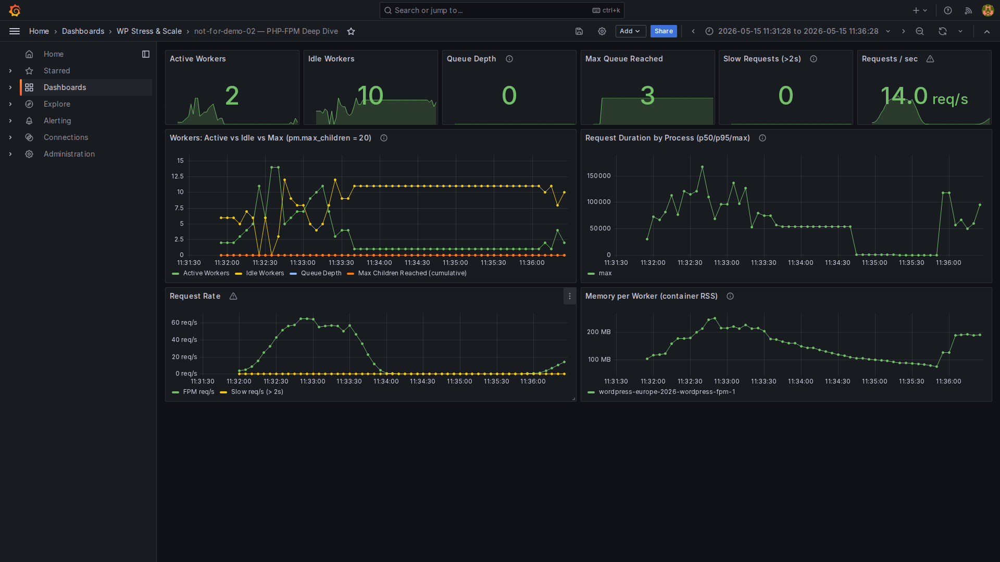 Search or jump to...
ctrl+k
Home › Dashboards › WP Stress & Scale › not-for-demo-02 — PHP-FPM Deep Dive
Add
Share
2026-05-15 11:31:28 to 2026-05-15 11:36:28
Home
Starred
Dashboards
Explore
Alerting
Connections
Administration
Active Workers
2
Idle Workers
10
Queue Depth
0
Max Queue Reached
3
Slow Requests (>2s)
0
Requests / sec
14.0 req/s
Workers: Active vs Idle vs Max (pm.max_children = 20)
15
12.5
10
7.5
5
2.5
0
11:31:30 11:32:00 11:32:30 11:33:00 11:33:30 11:34:00 11:34:30 11:35:00 11:35:30 11:36:00
Active Workers Idle Workers Queue Depth Max Children Reached (cumulative)
Request Duration by Process (p50/p95/max)
150000
100000
50000
0
11:31:30 11:32:00 11:32:30 11:33:00 11:33:30 11:34:00 11:34:30 11:35:00 11:35:30 11:36:00
max
Request Rate
60 req/s
40 req/s
20 req/s
0 req/s
11:31:30 11:32:00 11:32:30 11:33:00 11:33:30 11:34:00 11:34:30 11:35:00 11:35:30 11:36:00
FPM req/s Slow req/s (> 2s)
Memory per Worker (container RSS)
200 MB
100 MB
11:31:30 11:32:00 11:32:30 11:33:00 11:33:30 11:34:00 11:34:30 11:35:00 11:35:30 11:36:00
wordpress-europe-2026-wordpress-fpm-1